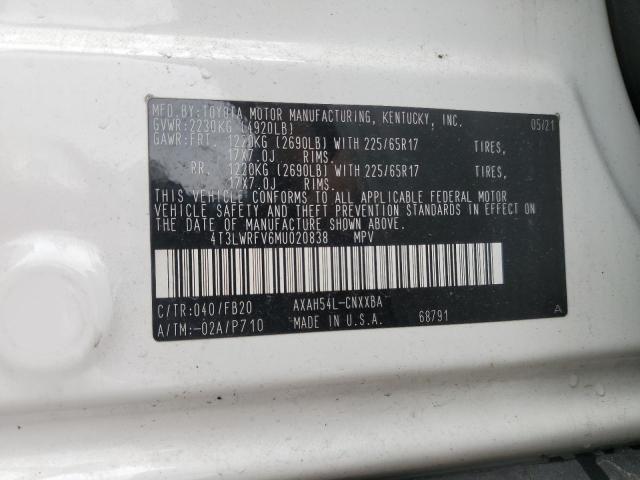 MFD. BY: TOYOTA MOTOR MANUFACTURING, KENTUCKY, INC. 05/21
GVWR: 2230KG (4920LB)
GAWR: FRT. 1220KG (2690LB) WITH 225/65R17 TIRES,
17X7.0J RIMS.
RR. 1220KG (2690LB) WITH 225/65R17 TIRES,
17X7.0J RIMS.
THIS VEHICLE CONFORMS TO ALL APPLICABLE FEDERAL MOTOR
VEHICLE SAFETY AND THEFT PREVENTION STANDARDS IN EFFECT ON
THE DATE OF MANUFACTURE SHOWN ABOVE.
4T3LWRFV6MU020838 MPV
C/TR: 040/FB20 AXAH54L-CNXXBA A
A/TM: -02A/P710 MADE IN U.S.A. 68791